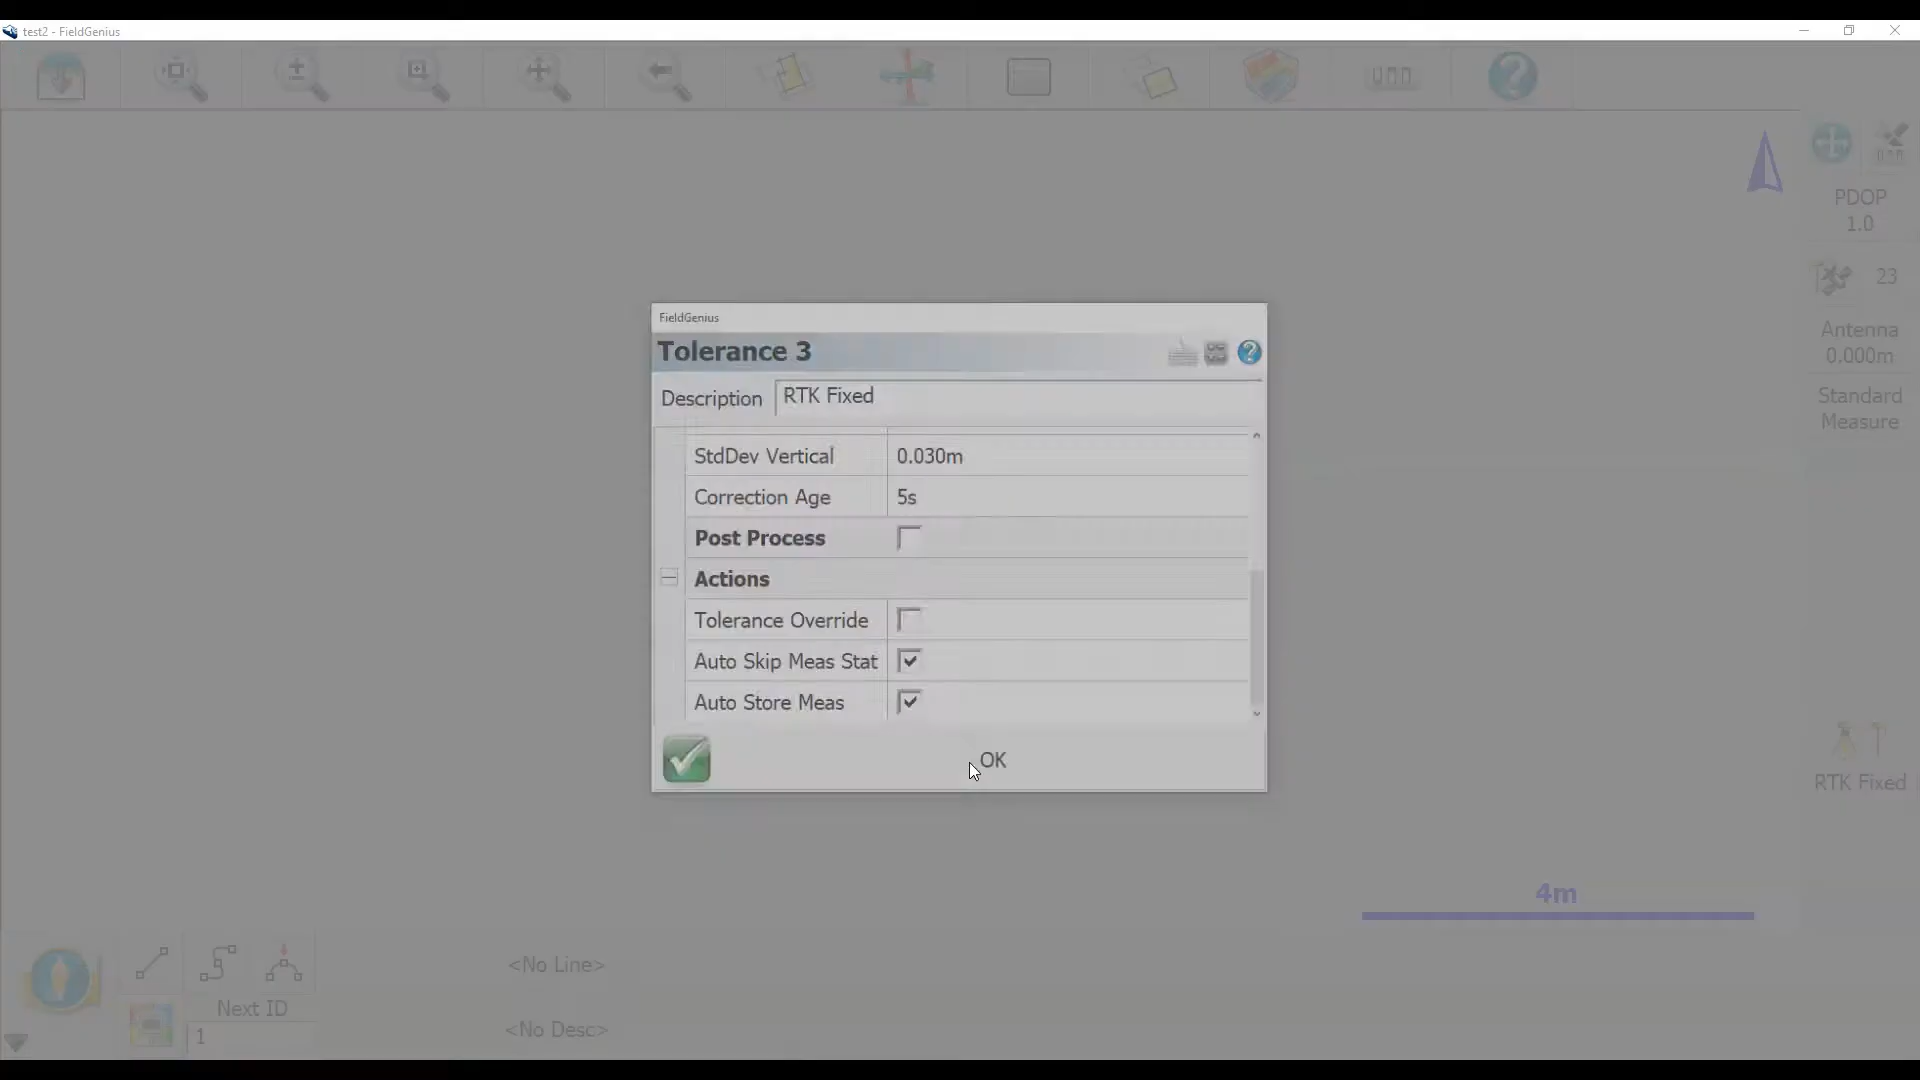 test2 - FieldGenius
PDOP
1.0
23
Antenna
0.000m
Standard
Measure
FieldGenius
Tolerance 3
Description RTK Fixed
StdDev Vertical 0.030m
Correction Age 5s
Post Process
Actions
Tolerance Override
Auto Skip Meas Stat
Auto Store Meas
OK
RTK Fixed
4m
<No Line>
Next ID
1
<No Desc>